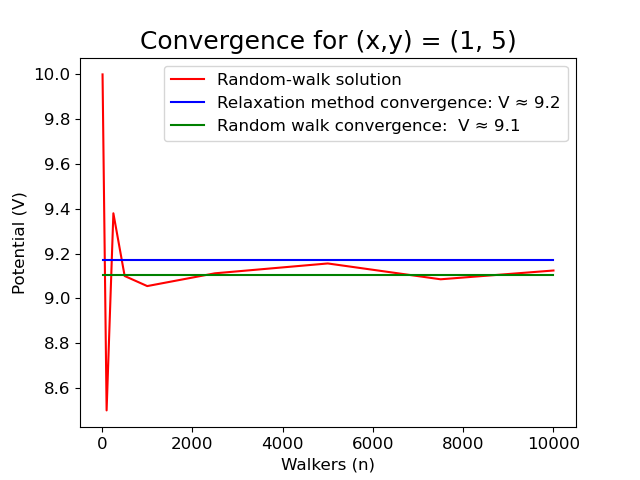 Convergence for (x,y) = (1, 5)
Random-walk solution
Relaxation method convergence: V ≈ 9.2
Random walk convergence:  V ≈ 9.1
10.0
9.8
9.6
9.4
9.2
9.0
8.8
8.6
Potential (V)
0 2000 4000 6000 8000 10000
Walkers (n)